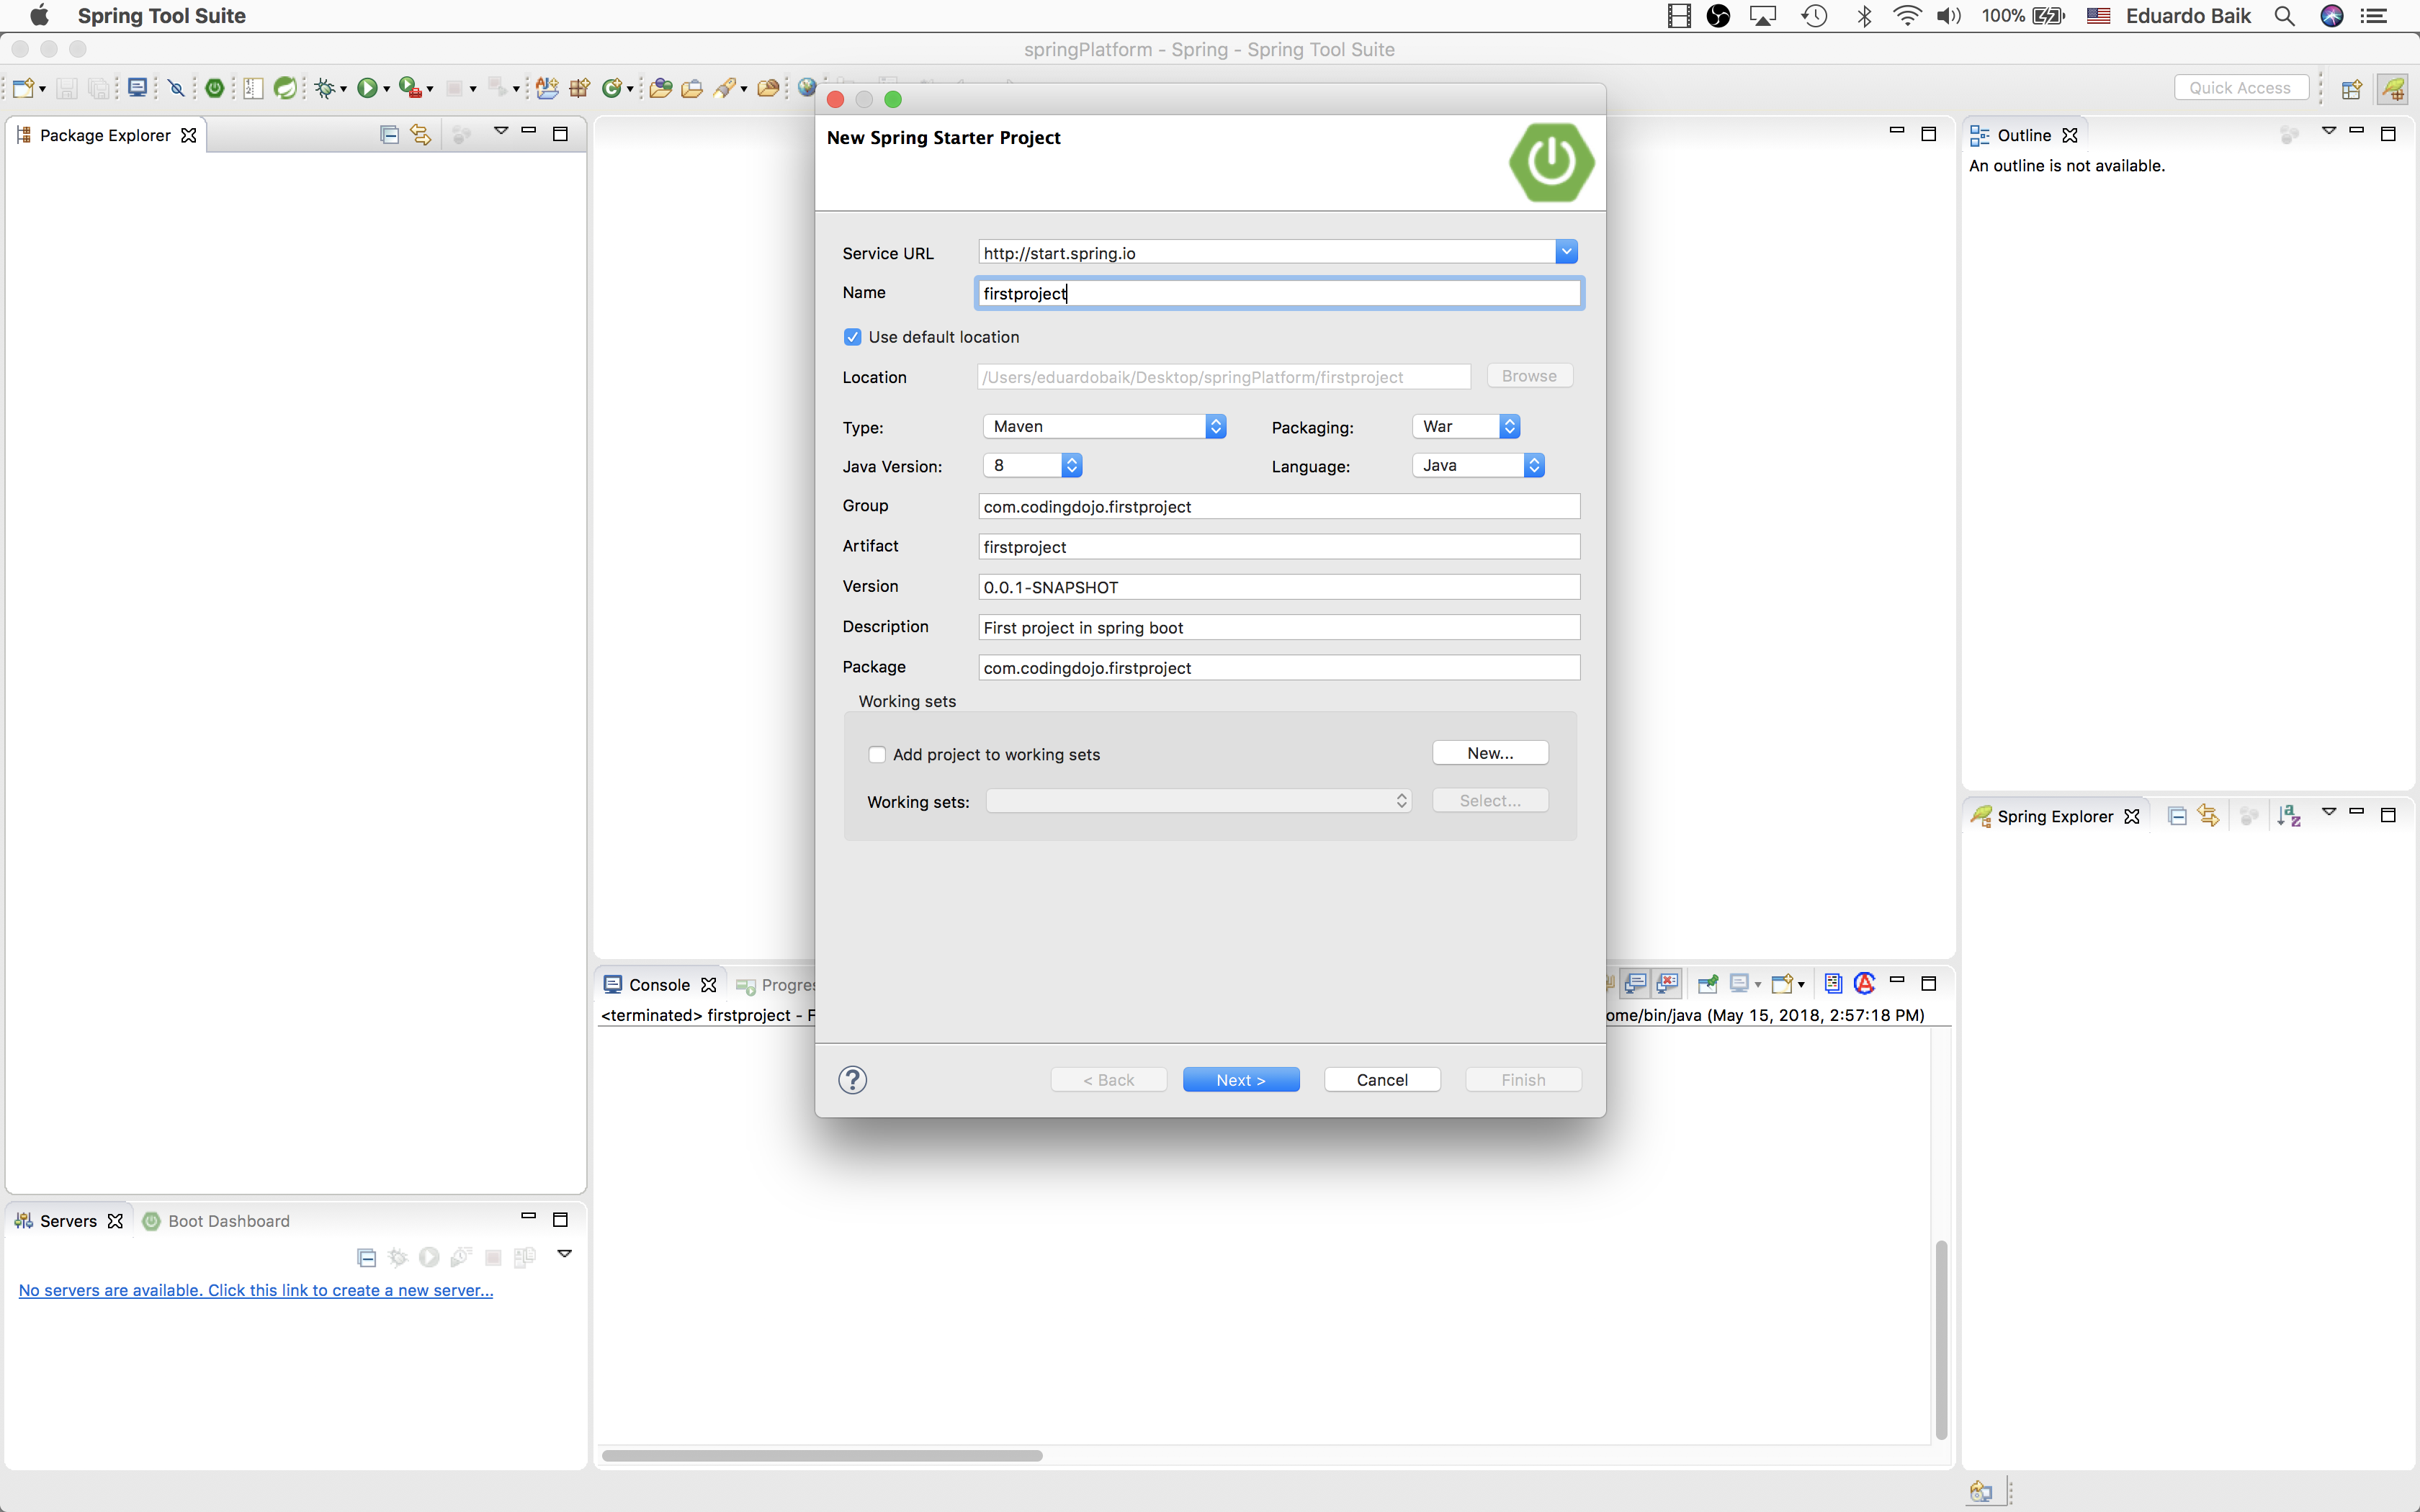 Spring Tool Suite
100%
Eduardo Baik
springPlatform - Spring - Spring Tool Suite
Quick Access
Package Explorer
New Spring Starter Project
Outline
An outline is not available.
Service URL http://start.spring.io
Name firstproject
Use default location
Location /Users/eduardobaik/Desktop/springPlatform/firstproject Browse
Type: Maven Packaging: War
Java Version: 8 Language: Java
Group com.codingdojo.firstproject
Artifact firstproject
Version 0.0.1-SNAPSHOT
Description First project in spring boot
Package com.codingdojo.firstproject
Working sets
Add project to working sets New...
Working sets: Select...
Spring Explorer
Console Progres
<terminated> firstproject - F
ome/bin/java (May 15, 2018, 2:57:18 PM)
? < Back Next > Cancel Finish
Servers Boot Dashboard
No servers are available. Click this link to create a new server...